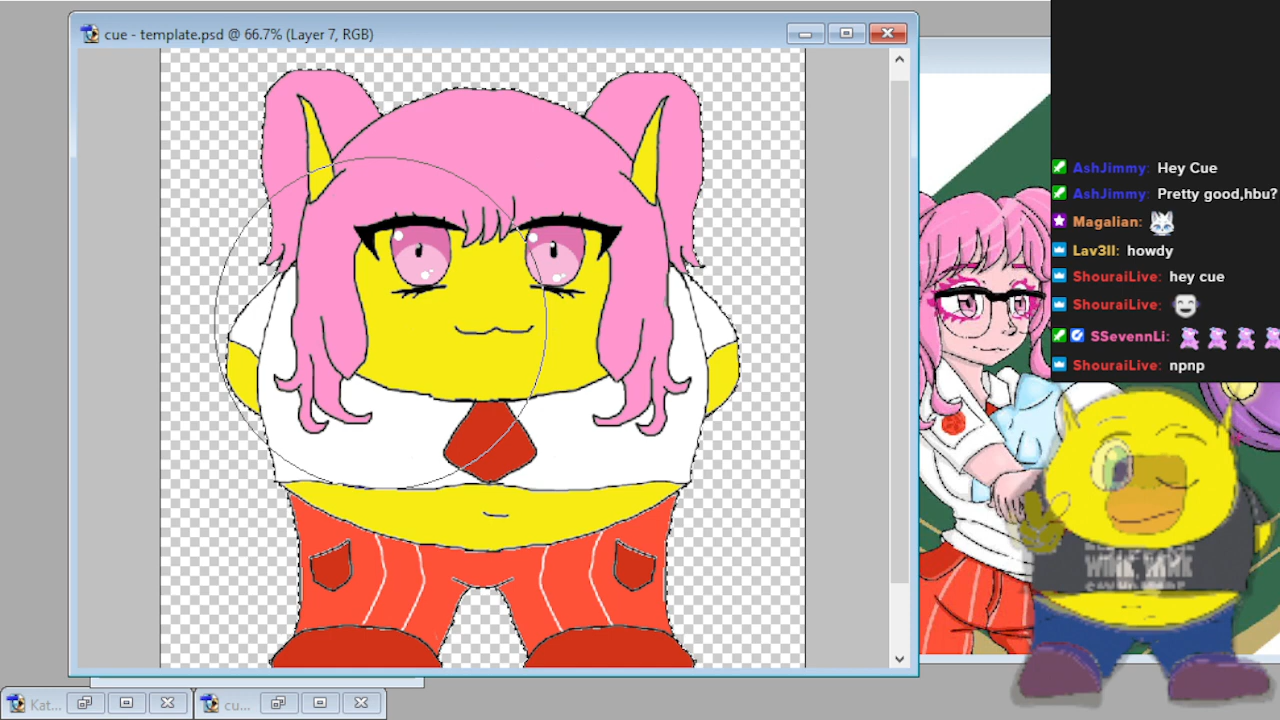 cue - template.psd @ 66.7% (Layer 7, RGB)
AshJimmy: Hey Cue
AshJimmy: Pretty good,hbu?
Magalian:
Lav3ll: howdy
ShouraiLive: hey cue
ShouraiLive:
SSevennLi:
ShouraiLive: npnp
Kat...
cu...